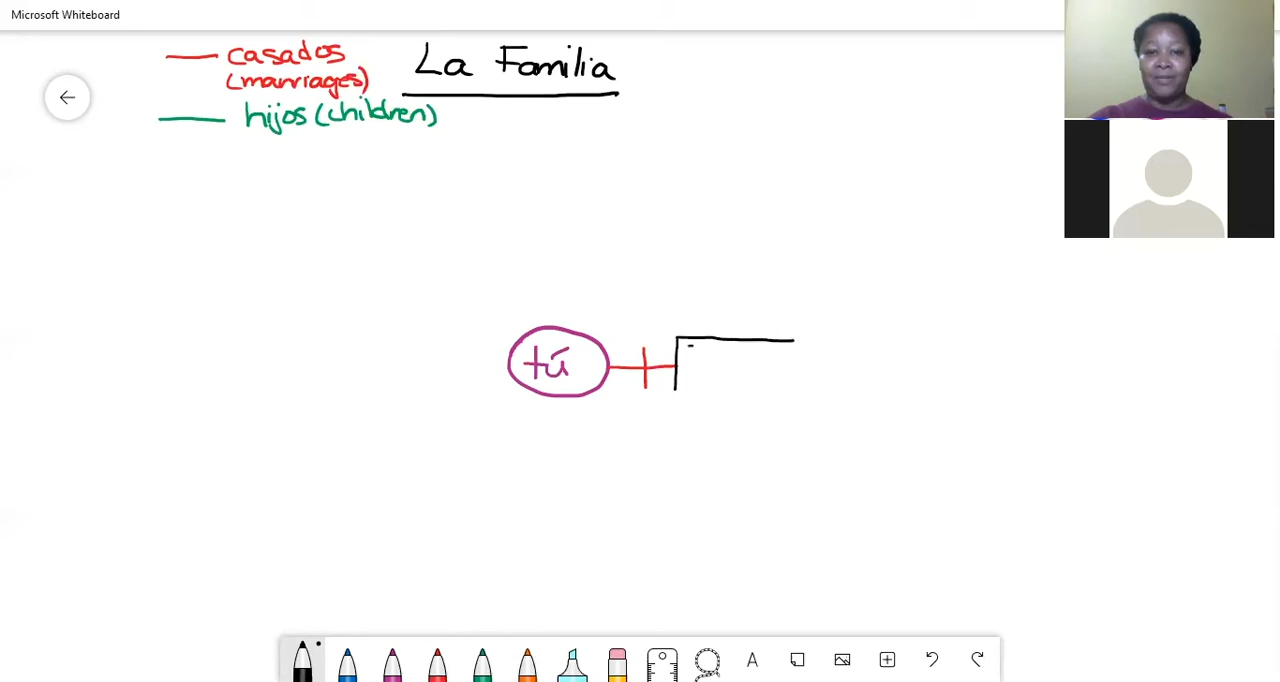 Microsoft Whiteboard
casados
(marriages)
La Familia
hijos (children)
tú
A